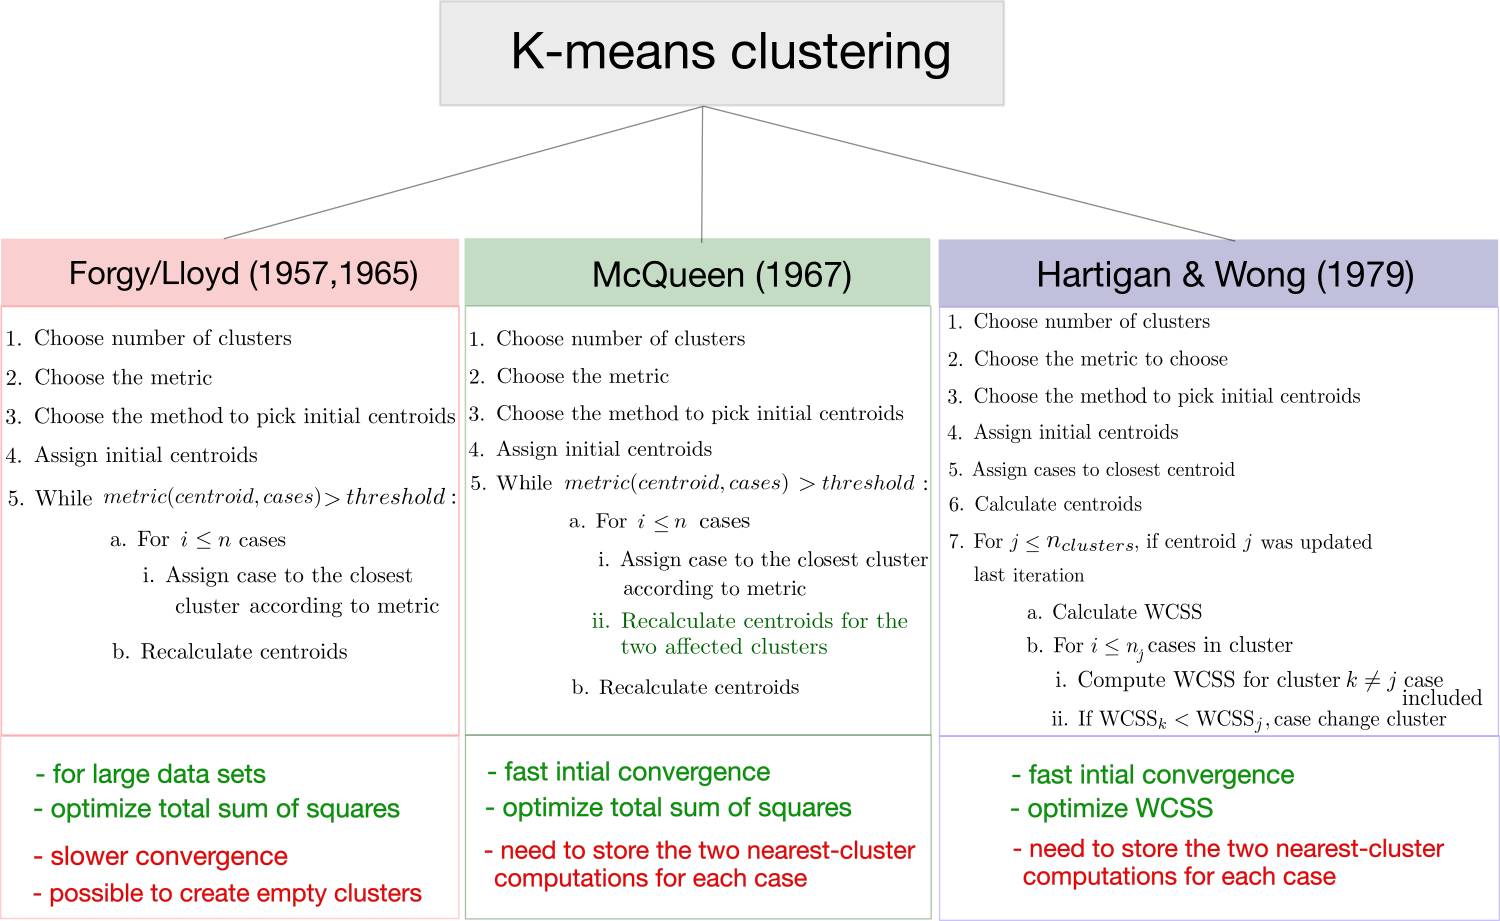 K-means clustering
Forgy/Lloyd (1957,1965)
1. Choose number of clusters
2. Choose the metric
3. Choose the method to pick initial centroids
4. Assign initial centroids
5. While metric(centroid, cases) > threshold :
a. For i ≤ n cases
i. Assign case to the closest
cluster according to metric
b. Recalculate centroids
- for large data sets
- optimize total sum of squares
- slower convergence
- possible to create empty clusters
McQueen (1967)
1. Choose number of clusters
2. Choose the metric
3. Choose the method to pick initial centroids
4. Assign initial centroids
5. While metric(centroid, cases) > threshold :
a. For i ≤ n cases
i. Assign case to the closest cluster
according to metric
ii. Recalculate centroids for the
two affected clusters
b. Recalculate centroids
- fast intial convergence
- optimize total sum of squares
- need to store the two nearest-cluster
computations for each case
Hartigan & Wong (1979)
1. Choose number of clusters
2. Choose the metric to choose
3. Choose the method to pick initial centroids
4. Assign initial centroids
5. Assign cases to closest centroid
6. Calculate centroids
7. For j ≤ n_clusters, if centroid j was updated
last iteration
a. Calculate WCSS
b. For i ≤ n_j cases in cluster
i. Compute WCSS for cluster k ≠ j case
included
ii. If WCSS_k < WCSS_j, case change cluster
- fast intial convergence
- optimize WCSS
- need to store the two nearest-cluster
computations for each case